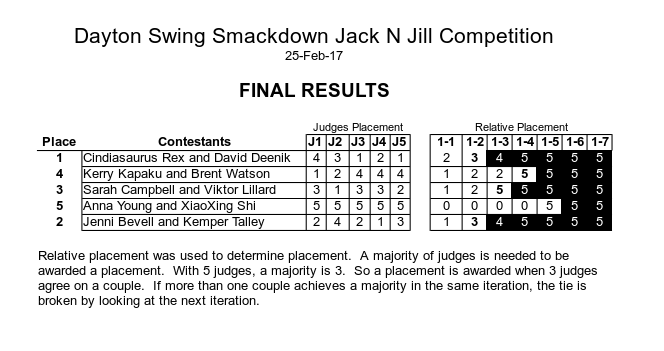 Dayton Swing Smackdown Jack N Jill Competition
25-Feb-17
FINAL RESULTS
Judges Placement Relative Placement
Place Contestants J1 J2 J3 J4 J5 1-1 1-2 1-3 1-4 1-5 1-6 1-7
1 Cindiasaurus Rex and David Deenik 4 3 1 2 1 2 3 4 5 5 5 5
4 Kerry Kapaku and Brent Watson 1 2 4 4 4 1 2 2 5 5 5 5
3 Sarah Campbell and Viktor Lillard 3 1 3 3 2 1 2 5 5 5 5 5
5 Anna Young and XiaoXing Shi 5 5 5 5 5 0 0 0 0 5 5 5
2 Jenni Bevell and Kemper Talley 2 4 2 1 3 1 3 4 5 5 5 5
Relative placement was used to determine placement. A majority of judges is needed to be
awarded a placement. With 5 judges, a majority is 3. So a placement is awarded when 3 judges
agree on a couple. If more than one couple achieves a majority in the same iteration, the tie is
broken by looking at the next iteration.